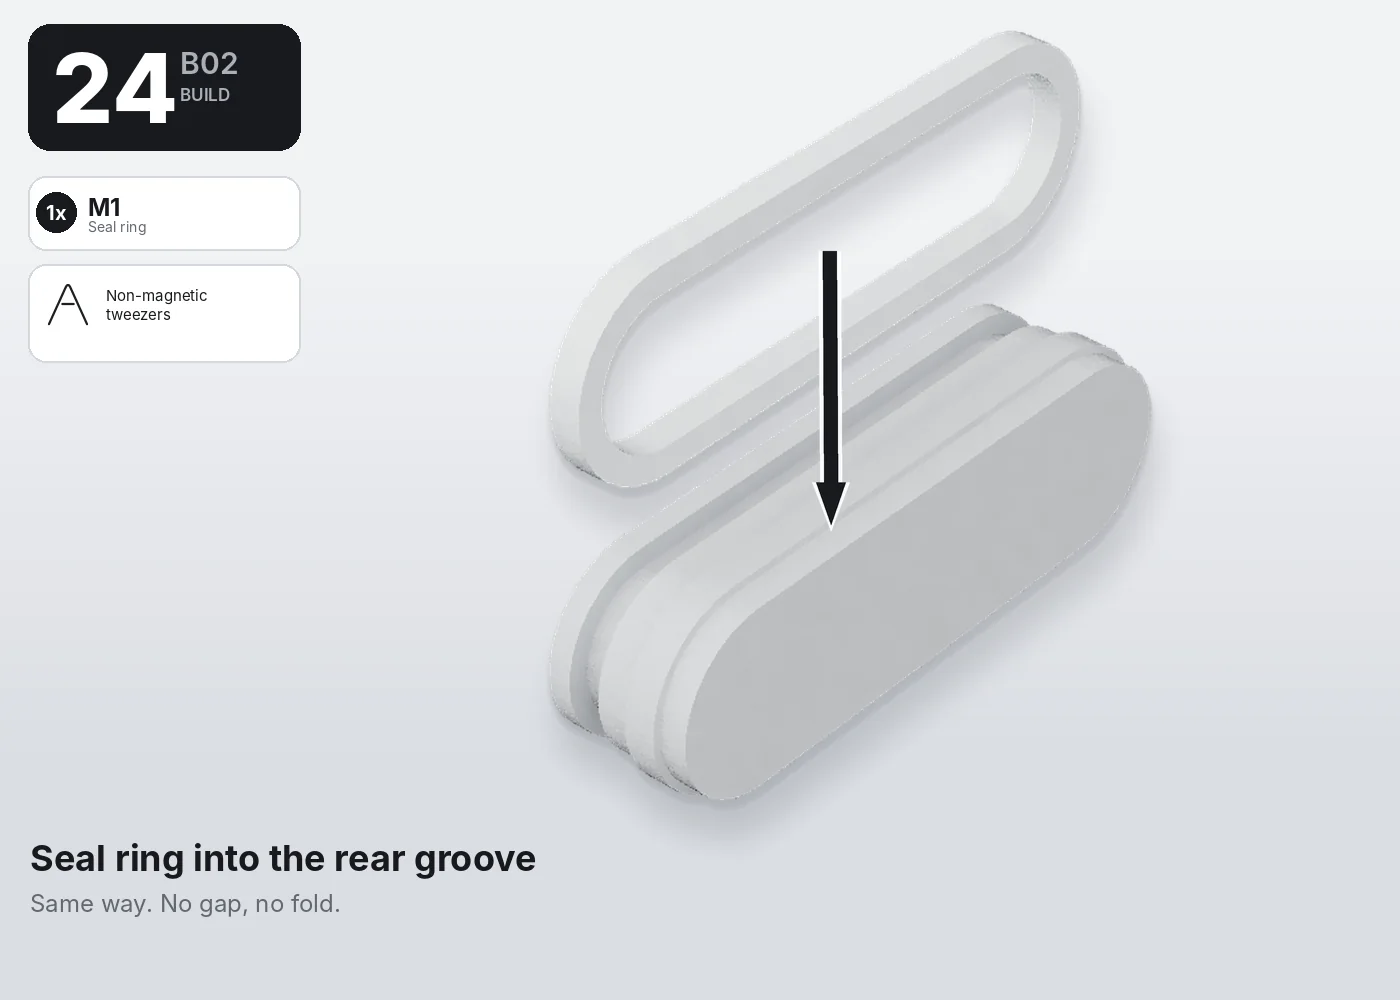 24 B02
BUILD
1x M1
Seal ring
Non-magnetic
tweezers
Seal ring into the rear groove
Same way. No gap, no fold.